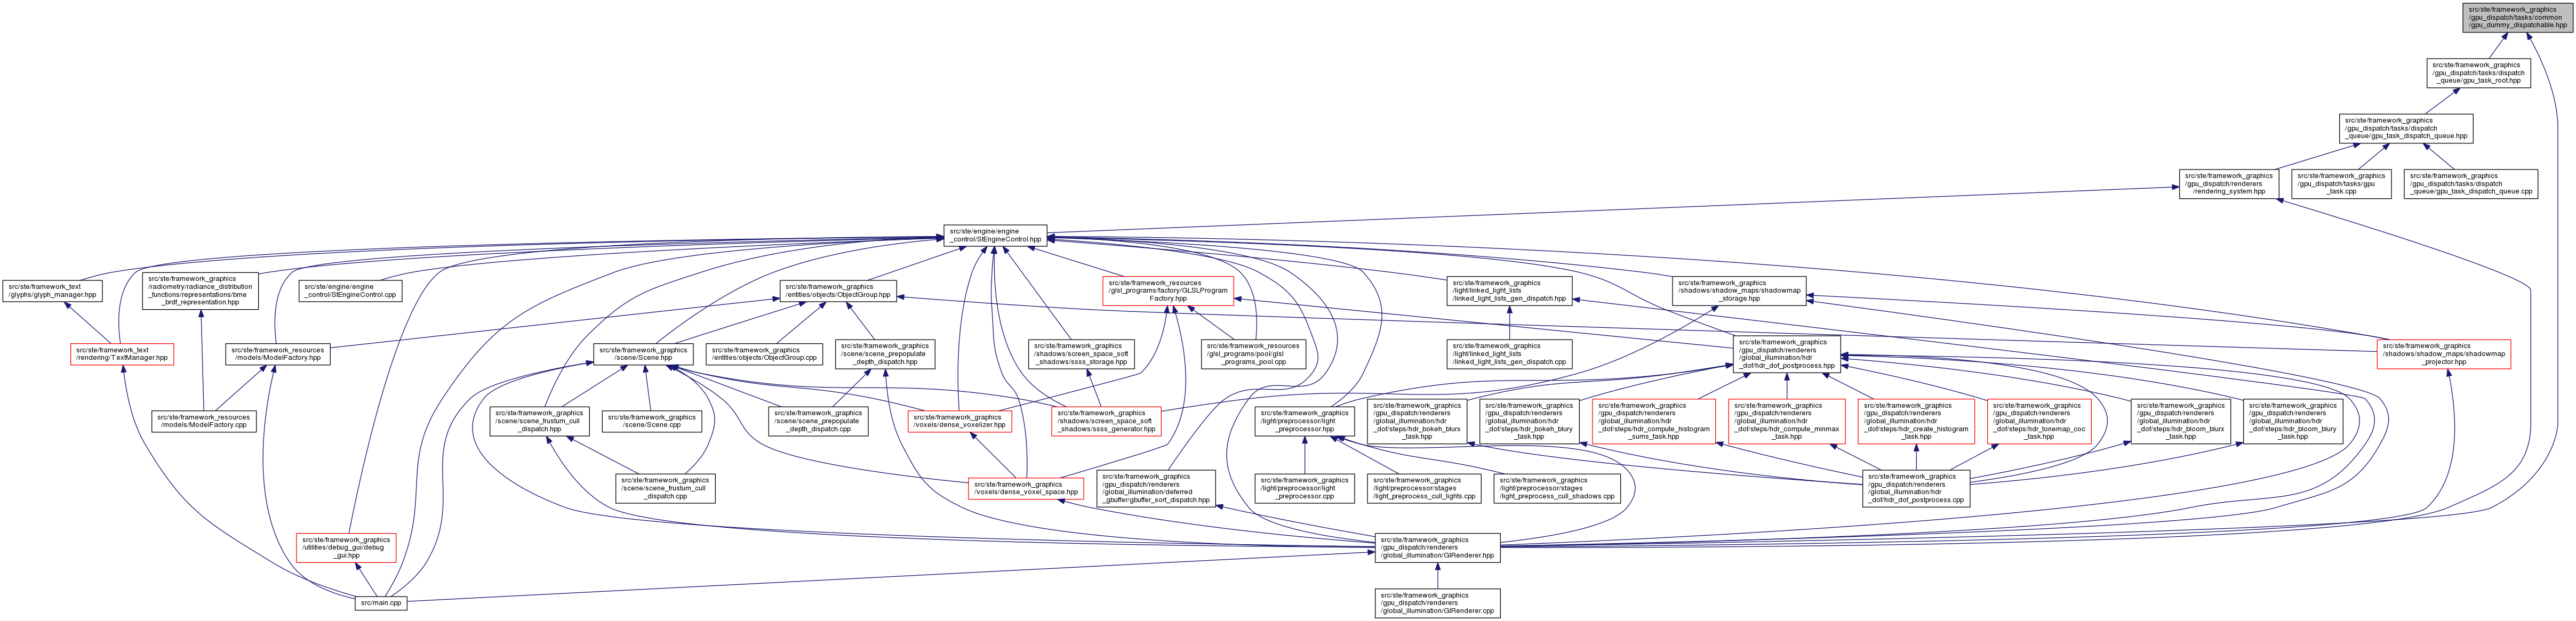 src/ste/framework_graphics
/gpu_dispatch/tasks/common
/gpu_dummy_dispatchable.hpp
src/ste/framework_graphics
/gpu_dispatch/tasks/dispatch
_queue/gpu_task_root.hpp
src/ste/framework_graphics
/gpu_dispatch/tasks/dispatch
_queue/gpu_task_dispatch_queue.hpp
src/ste/framework_graphics
/gpu_dispatch/renderers
/rendering_system.hpp
src/ste/framework_graphics
/gpu_dispatch/tasks/gpu
_task.cpp
src/ste/framework_graphics
/gpu_dispatch/tasks/dispatch
_queue/gpu_task_dispatch_queue.cpp
src/ste/engine/engine
_control/StEngineControl.hpp
src/ste/framework_text
/glyphs/glyph_manager.hpp
src/ste/framework_graphics
/radiometry/radiance_distribution
_functions/representations/bme
_brdf_representation.hpp
src/ste/engine/engine
_control/StEngineControl.cpp
src/ste/framework_graphics
/entities/objects/ObjectGroup.hpp
src/ste/framework_resources
/glsl_programs/factory/GLSLProgram
Factory.hpp
src/ste/framework_graphics
/light/linked_light_lists
/linked_light_lists_gen_dispatch.hpp
src/ste/framework_graphics
/shadows/shadow_maps/shadowmap
_storage.hpp
src/ste/framework_text
/rendering/TextManager.hpp
src/ste/framework_resources
/models/ModelFactory.hpp
src/ste/framework_graphics
/scene/Scene.hpp
src/ste/framework_graphics
/entities/objects/ObjectGroup.cpp
src/ste/framework_graphics
/scene/scene_prepopulate
_depth_dispatch.hpp
src/ste/framework_graphics
/shadows/screen_space_soft
_shadows/ssss_storage.hpp
src/ste/framework_resources
/glsl_programs/pool/glsl
_programs_pool.cpp
src/ste/framework_graphics
/light/linked_light_lists
/linked_light_lists_gen_dispatch.cpp
src/ste/framework_graphics
/gpu_dispatch/renderers
/global_illumination/hdr
_dof/hdr_dof_postprocess.hpp
src/ste/framework_graphics
/shadows/shadow_maps/shadowmap
_projector.hpp
src/ste/framework_resources
/models/ModelFactory.cpp
src/ste/framework_graphics
/scene/scene_frustum_cull
_dispatch.hpp
src/ste/framework_graphics
/scene/Scene.cpp
src/ste/framework_graphics
/scene/scene_prepopulate
_depth_dispatch.cpp
src/ste/framework_graphics
/voxels/dense_voxelizer.hpp
src/ste/framework_graphics
/shadows/screen_space_soft
_shadows/ssss_generator.hpp
src/ste/framework_graphics
/light/preprocessor/light
_preprocessor.hpp
src/ste/framework_graphics
/gpu_dispatch/renderers
/global_illumination/hdr
_dof/steps/hdr_bokeh_blurx
_task.hpp
src/ste/framework_graphics
/gpu_dispatch/renderers
/global_illumination/hdr
_dof/steps/hdr_bokeh_blury
_task.hpp
src/ste/framework_graphics
/gpu_dispatch/renderers
/global_illumination/hdr
_dof/steps/hdr_compute_histogram
_sums_task.hpp
src/ste/framework_graphics
/gpu_dispatch/renderers
/global_illumination/hdr
_dof/steps/hdr_compute_minmax
_task.hpp
src/ste/framework_graphics
/gpu_dispatch/renderers
/global_illumination/hdr
_dof/steps/hdr_create_histogram
_task.hpp
src/ste/framework_graphics
/gpu_dispatch/renderers
/global_illumination/hdr
_dof/steps/hdr_tonemap_coc
_task.hpp
src/ste/framework_graphics
/gpu_dispatch/renderers
/global_illumination/hdr
_dof/steps/hdr_bloom_blurx
_task.hpp
src/ste/framework_graphics
/gpu_dispatch/renderers
/global_illumination/hdr
_dof/steps/hdr_bloom_blury
_task.hpp
src/ste/framework_graphics
/scene/scene_frustum_cull
_dispatch.cpp
src/ste/framework_graphics
/voxels/dense_voxel_space.hpp
src/ste/framework_graphics
/gpu_dispatch/renderers
/global_illumination/deferred
_gbuffer/gbuffer_sort_dispatch.hpp
src/ste/framework_graphics
/light/preprocessor/light
_preprocessor.cpp
src/ste/framework_graphics
/light/preprocessor/stages
/light_preprocess_cull_lights.cpp
src/ste/framework_graphics
/light/preprocessor/stages
/light_preprocess_cull_shadows.cpp
src/ste/framework_graphics
/gpu_dispatch/renderers
/global_illumination/hdr
_dof/hdr_dof_postprocess.cpp
src/ste/framework_graphics
/utilities/debug_gui/debug
_gui.hpp
src/ste/framework_graphics
/gpu_dispatch/renderers
/global_illumination/GIRenderer.hpp
src/main.cpp
src/ste/framework_graphics
/gpu_dispatch/renderers
/global_illumination/GIRenderer.cpp